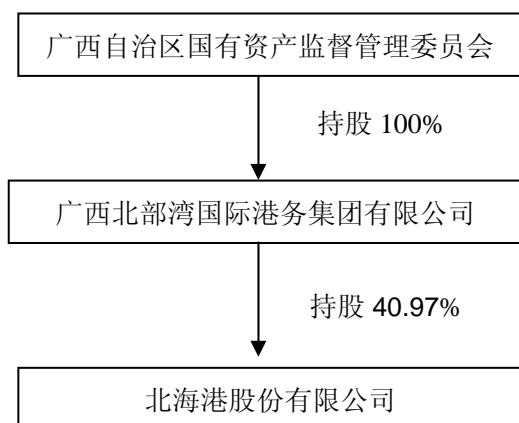 广西自治区国有资产监督管理委员会
持股 100%
广西北部湾国际港务集团有限公司
持股 40.97%
北海港股份有限公司